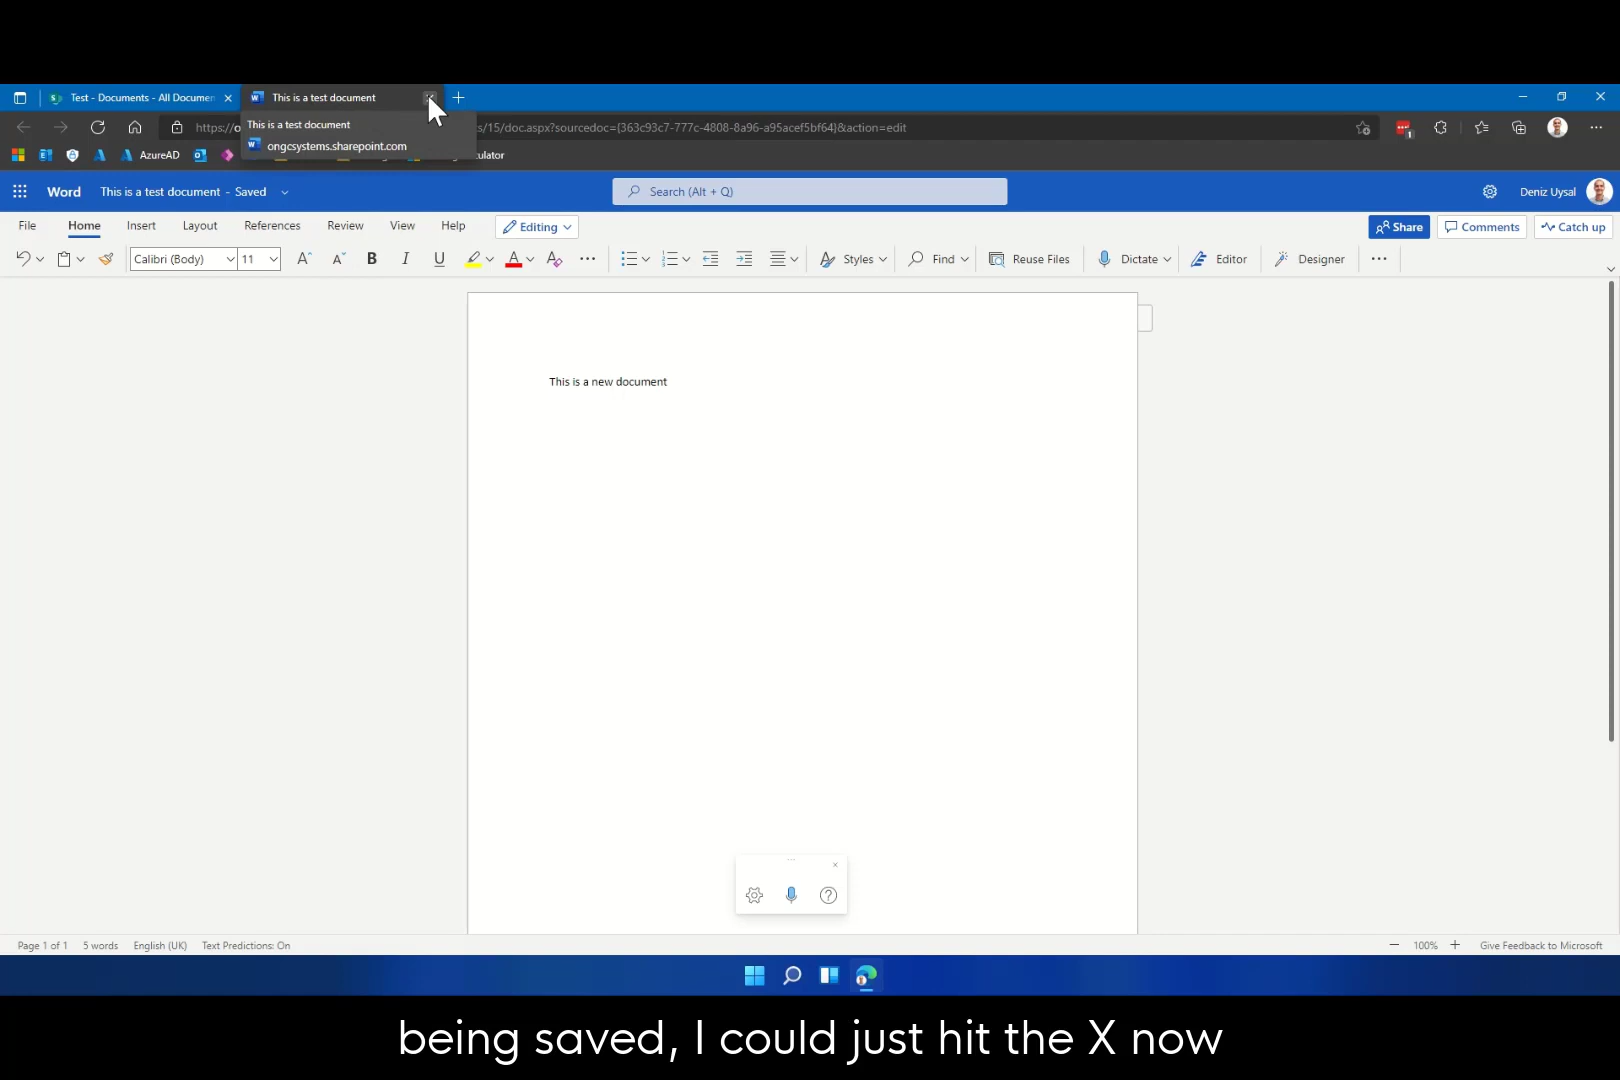 Test - Documents - All Documen
This is a test document
https://o
s/15/doc.aspx?sourcedoc={363c93c7-777c-4808-8a96-a95acef5bf64}&action=edit
This is a test document
ongcsystems.sharepoint.com
AzureAD
ulator
Word This is a test document - Saved
Search (Alt + Q)
Deniz Uysal
File Home Insert Layout References Review View Help Editing
Share Comments Catch up
Calibri (Body) 11 B I U A Styles Find Reuse Files Dictate Editor Designer
This is a new document
Page 1 of 1 5 words English (UK) Text Predictions: On
100% Give Feedback to Microsoft
being saved, I could just hit the X now